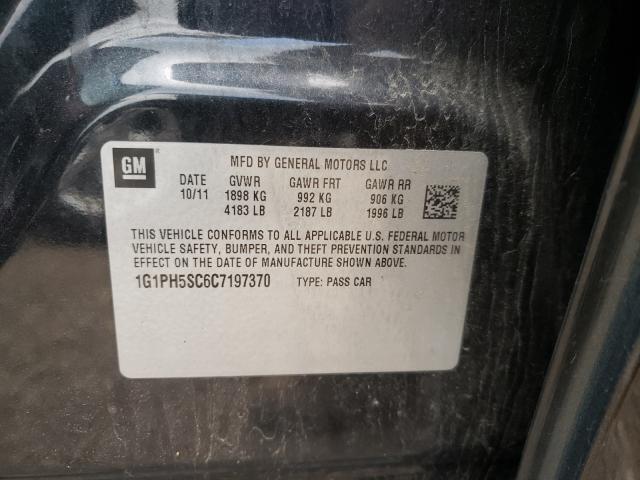 GM
MFD BY GENERAL MOTORS LLC
DATE GVWR GAWR FRT GAWR RR
10/11 1898 KG 992 KG 906 KG
4183 LB 2187 LB 1996 LB
THIS VEHICLE CONFORMS TO ALL APPLICABLE U.S. FEDERAL MOTOR
VEHICLE SAFETY, BUMPER, AND THEFT PREVENTION STANDARDS IN
EFFECT ON THE DATE OF MANUFACTURE SHOWN ABOVE.
1G1PH5SC6C7197370 TYPE: PASS CAR